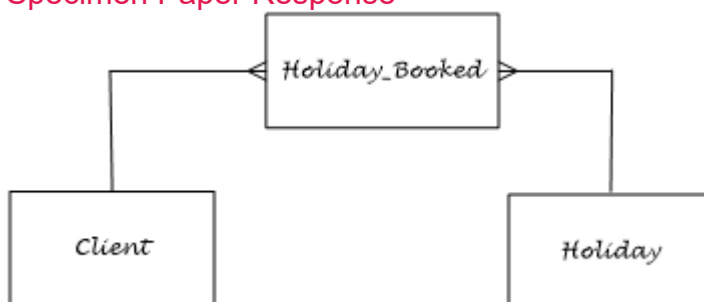 Specimen Paper Response
Holiday_Booked
Client
Holiday